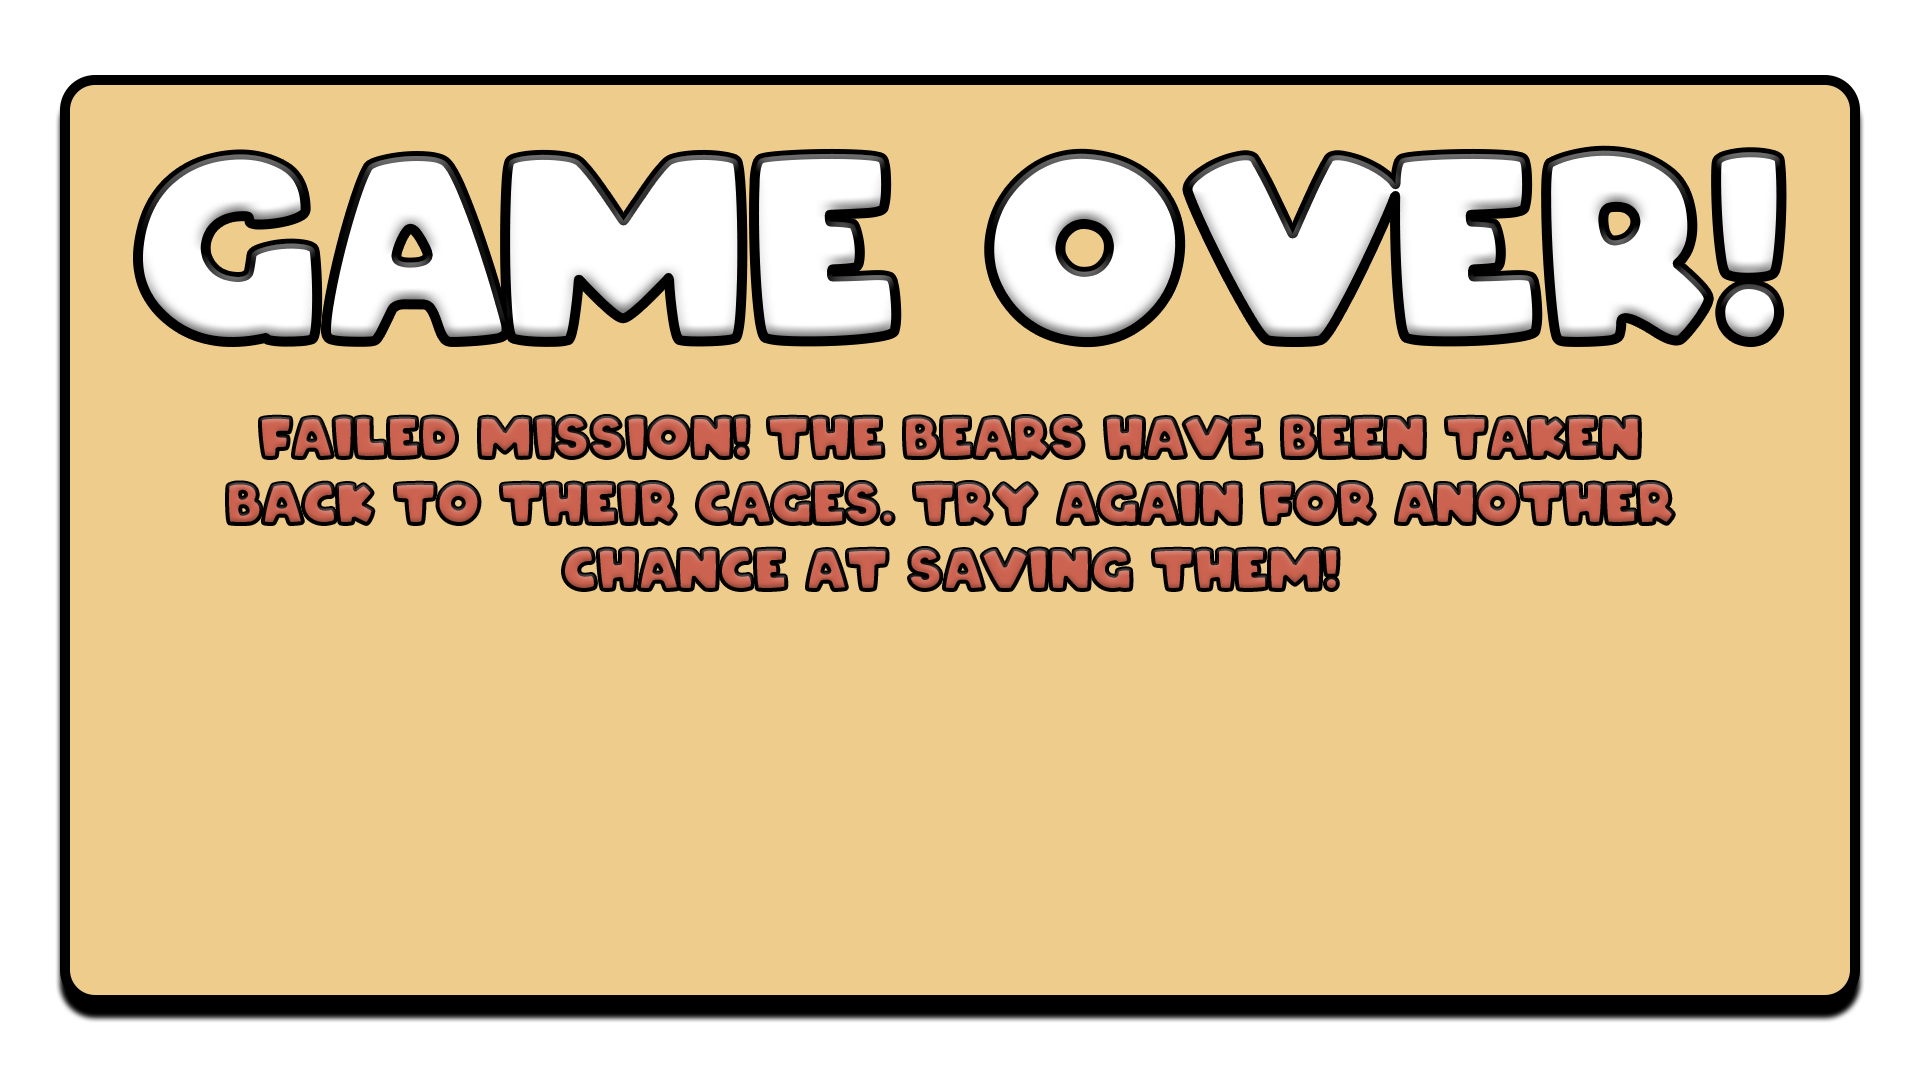 GAME OVER!
FAILED MISSION! THE BEARS HAVE BEEN TAKEN
BACK TO THEIR CAGES. TRY AGAIN FOR ANOTHER
CHANCE AT SAVING THEM!